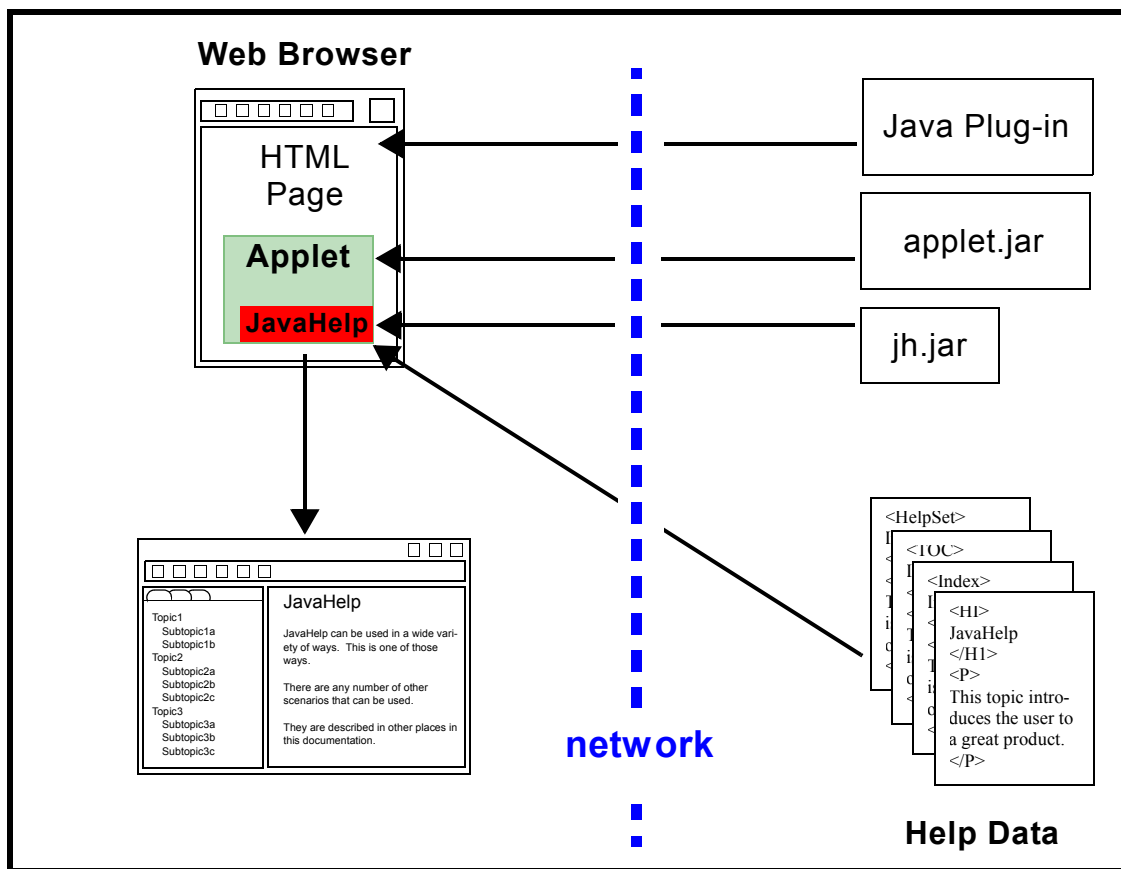 Web Browser
HTML
Page
Applet
JavaHelp
Java Plug-in
applet.jar
jh.jar
JavaHelp
Topic1
Subtopic1a
Subtopic1b
Topic2
Subtopic2a
Subtopic2b
Subtopic2c
Topic3
Subtopic3a
Subtopic3b
Subtopic3c
JavaHelp can be used in a wide vari-
ety of ways. This is one of those
ways.
There are any number of other
scenarios that can be used.
They are described in other places in
this documentation.
network
<HelpSet>
<TOC>
<Index>
<HI>
JavaHelp
</H1>
<P>
This topic intro-
duces the user to
a great product.
</P>
Help Data